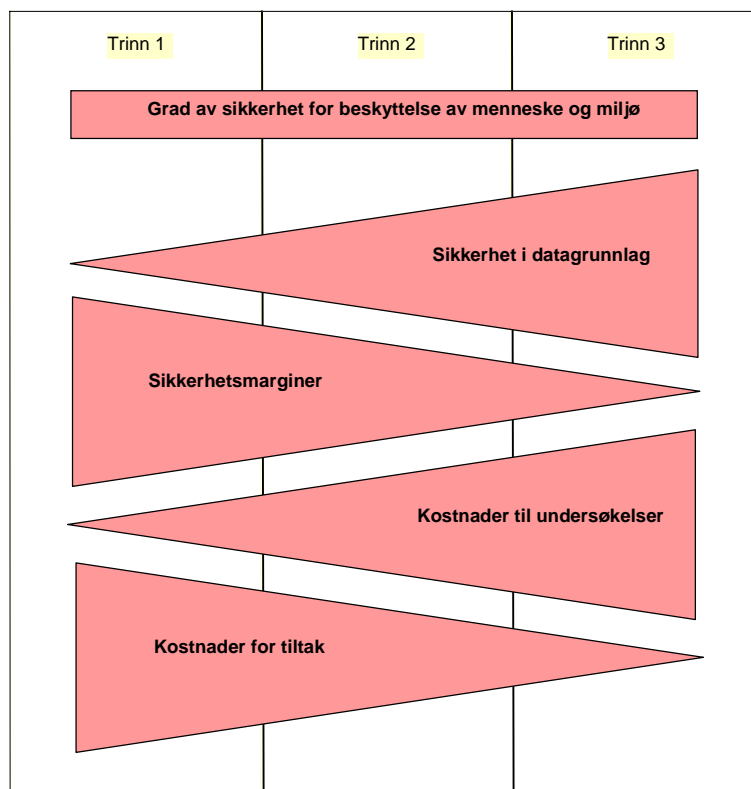 Trinn 1
Trinn 2
Trinn 3
Grad av sikkerhet for beskyttelse av menneske og miljø
Sikkerhet i datagrunnlag
Sikkerhetsmarginer
Kostnader til undersøkelser
Kostnader for tiltak